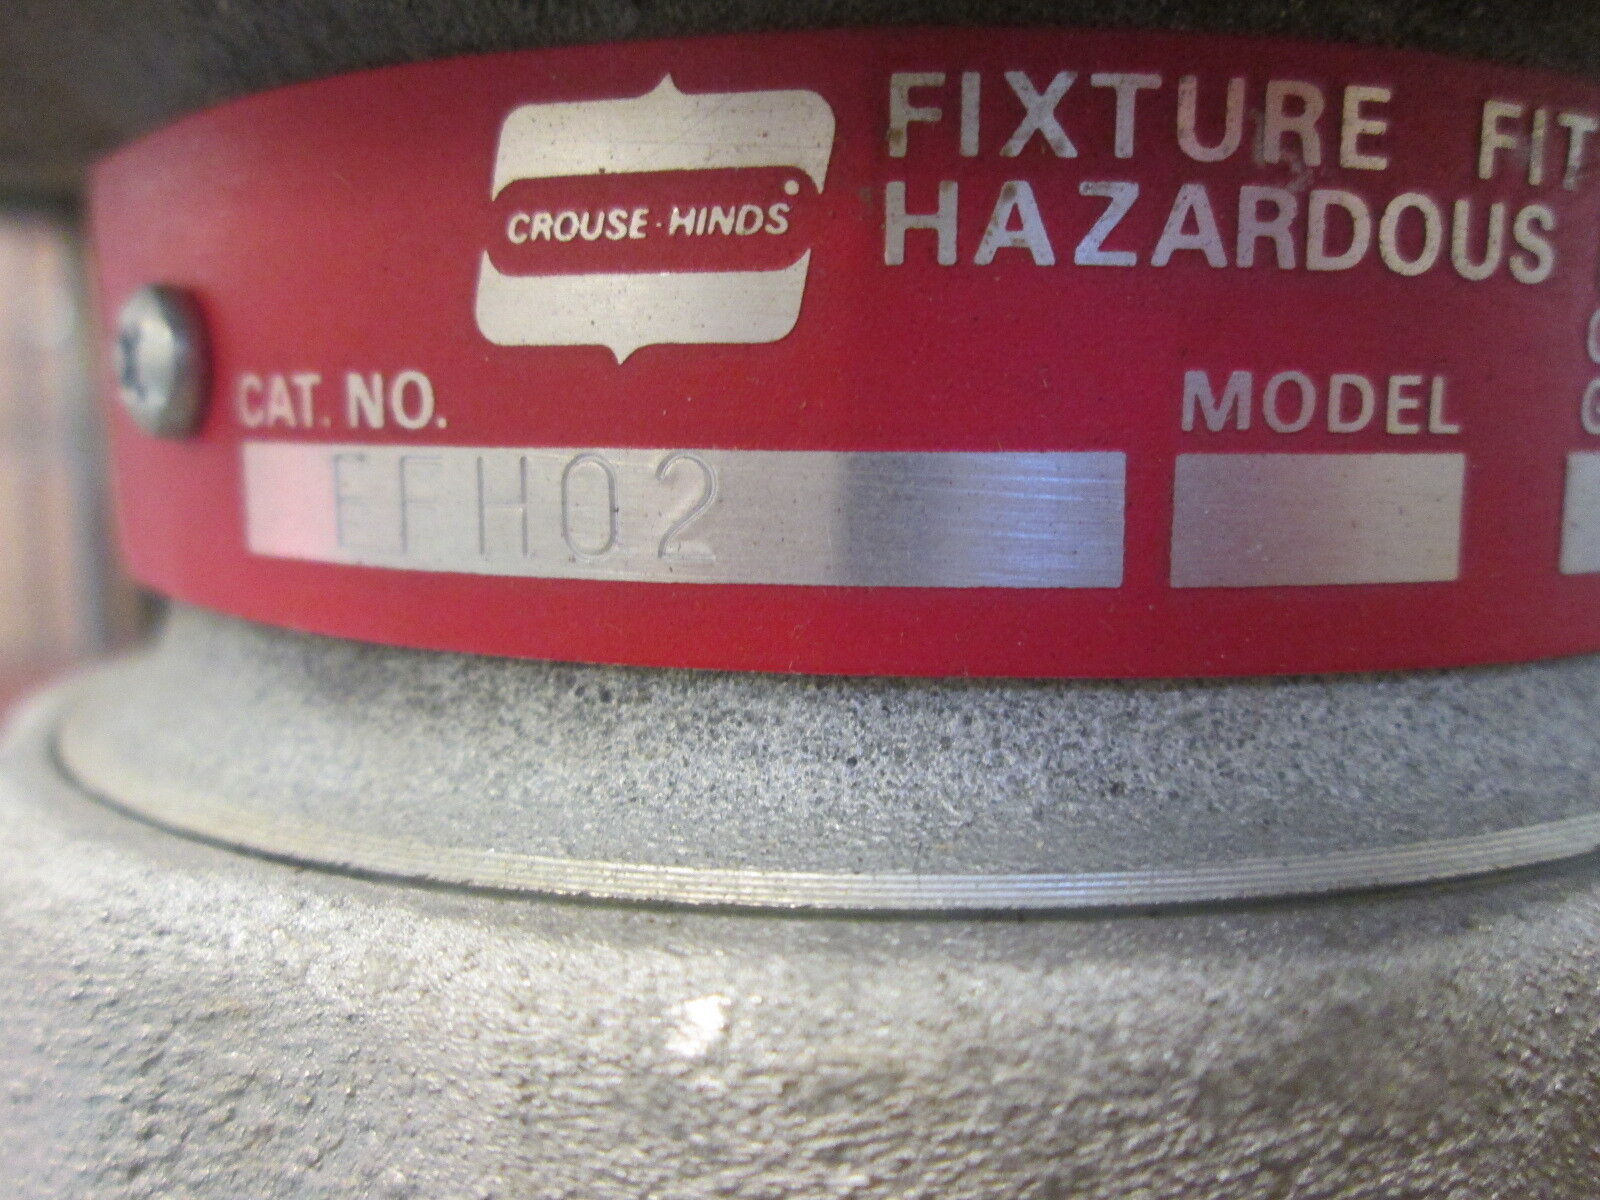 CROUSE-HINDS
FIXTURE FIT
HAZARDOUS
CAT. NO.
MODEL
EFH02